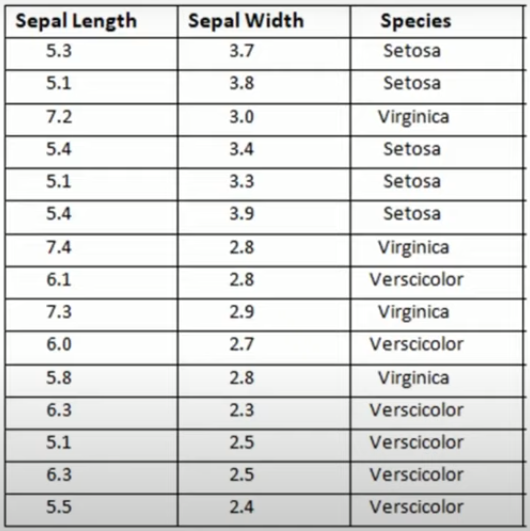 Sepal Length Sepal Width Species
5.3 3.7 Setosa
5.1 3.8 Setosa
7.2 3.0 Virginica
5.4 3.4 Setosa
5.1 3.3 Setosa
5.4 3.9 Setosa
7.4 2.8 Virginica
6.1 2.8 Verscicolor
7.3 2.9 Virginica
6.0 2.7 Verscicolor
5.8 2.8 Virginica
6.3 2.3 Verscicolor
5.1 2.5 Verscicolor
6.3 2.5 Verscicolor
5.5 2.4 Verscicolor